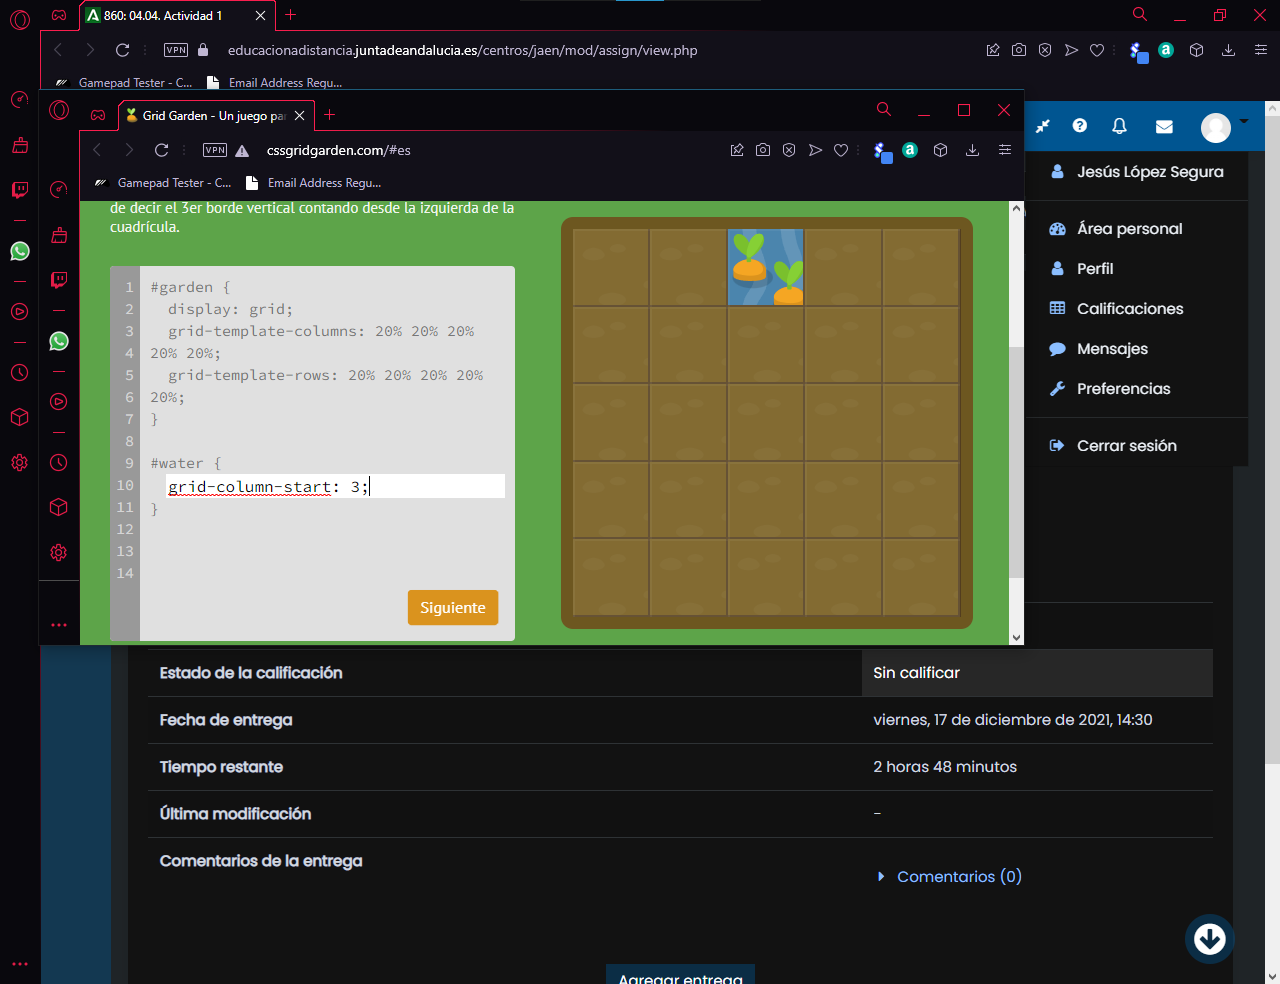 860: 04.04. Actividad 1
VPN
educacionadistancia.juntadeandalucia.es/centros/jaen/mod/assign/view.php
Gamepad Tester - C...
Email Address Regu...
Grid Garden - Un juego pa
VPN
cssgridgarden.com/#es
Gamepad Tester - C...
Email Address Regu...
de decir el 3er borde vertical contando desde la izquierda de la
cuadrícula.
1 #garden {
2 display: grid;
3 grid-template-columns: 20% 20% 20%
4 20% 20%;
5 grid-template-rows: 20% 20% 20% 20%
6 20%;
7 }
8
9 #water {
10 grid-column-start: 3;
11 }
12
13
14
Siguiente
Jesús López Segura
Área personal
Perfil
Calificaciones
Mensajes
Preferencias
Cerrar sesión
Estado de la calificación
Sin calificar
Fecha de entrega
viernes, 17 de diciembre de 2021, 14:30
Tiempo restante
2 horas 48 minutos
Última modificación
-
Comentarios de la entrega
Comentarios (0)
Agregar entrega